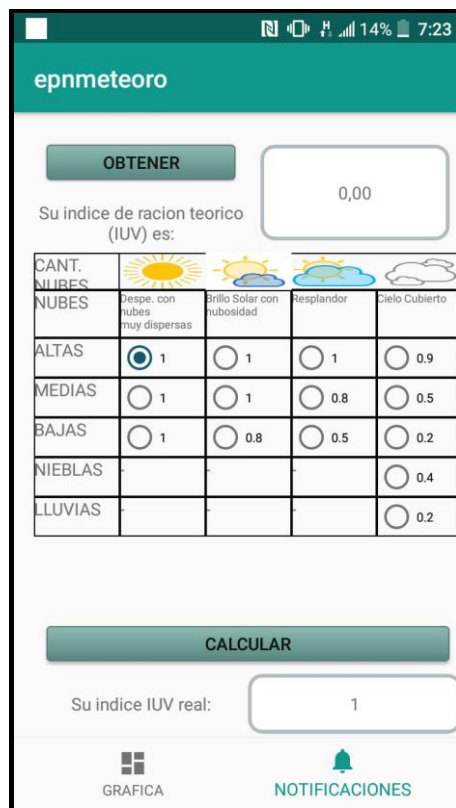 14% 7:23
epnmeteoro
OBTENER
0,00
Su indice de racion teorico
(IUV) es:
CANT.
NUBES
NUBES
Despe. con
nubes
muy dispersas
Brillo Solar con
nubosidad
Resplandor
Cielo Cubierto
ALTAS 1 1 1 0.9
MEDIAS 1 1 0.8 0.5
BAJAS 1 0.8 0.5 0.2
NIEBLAS - - - 0.4
LLUVIAS - - - 0.2
CALCULAR
Su indice IUV real: 1
GRAFICA
NOTIFICACIONES